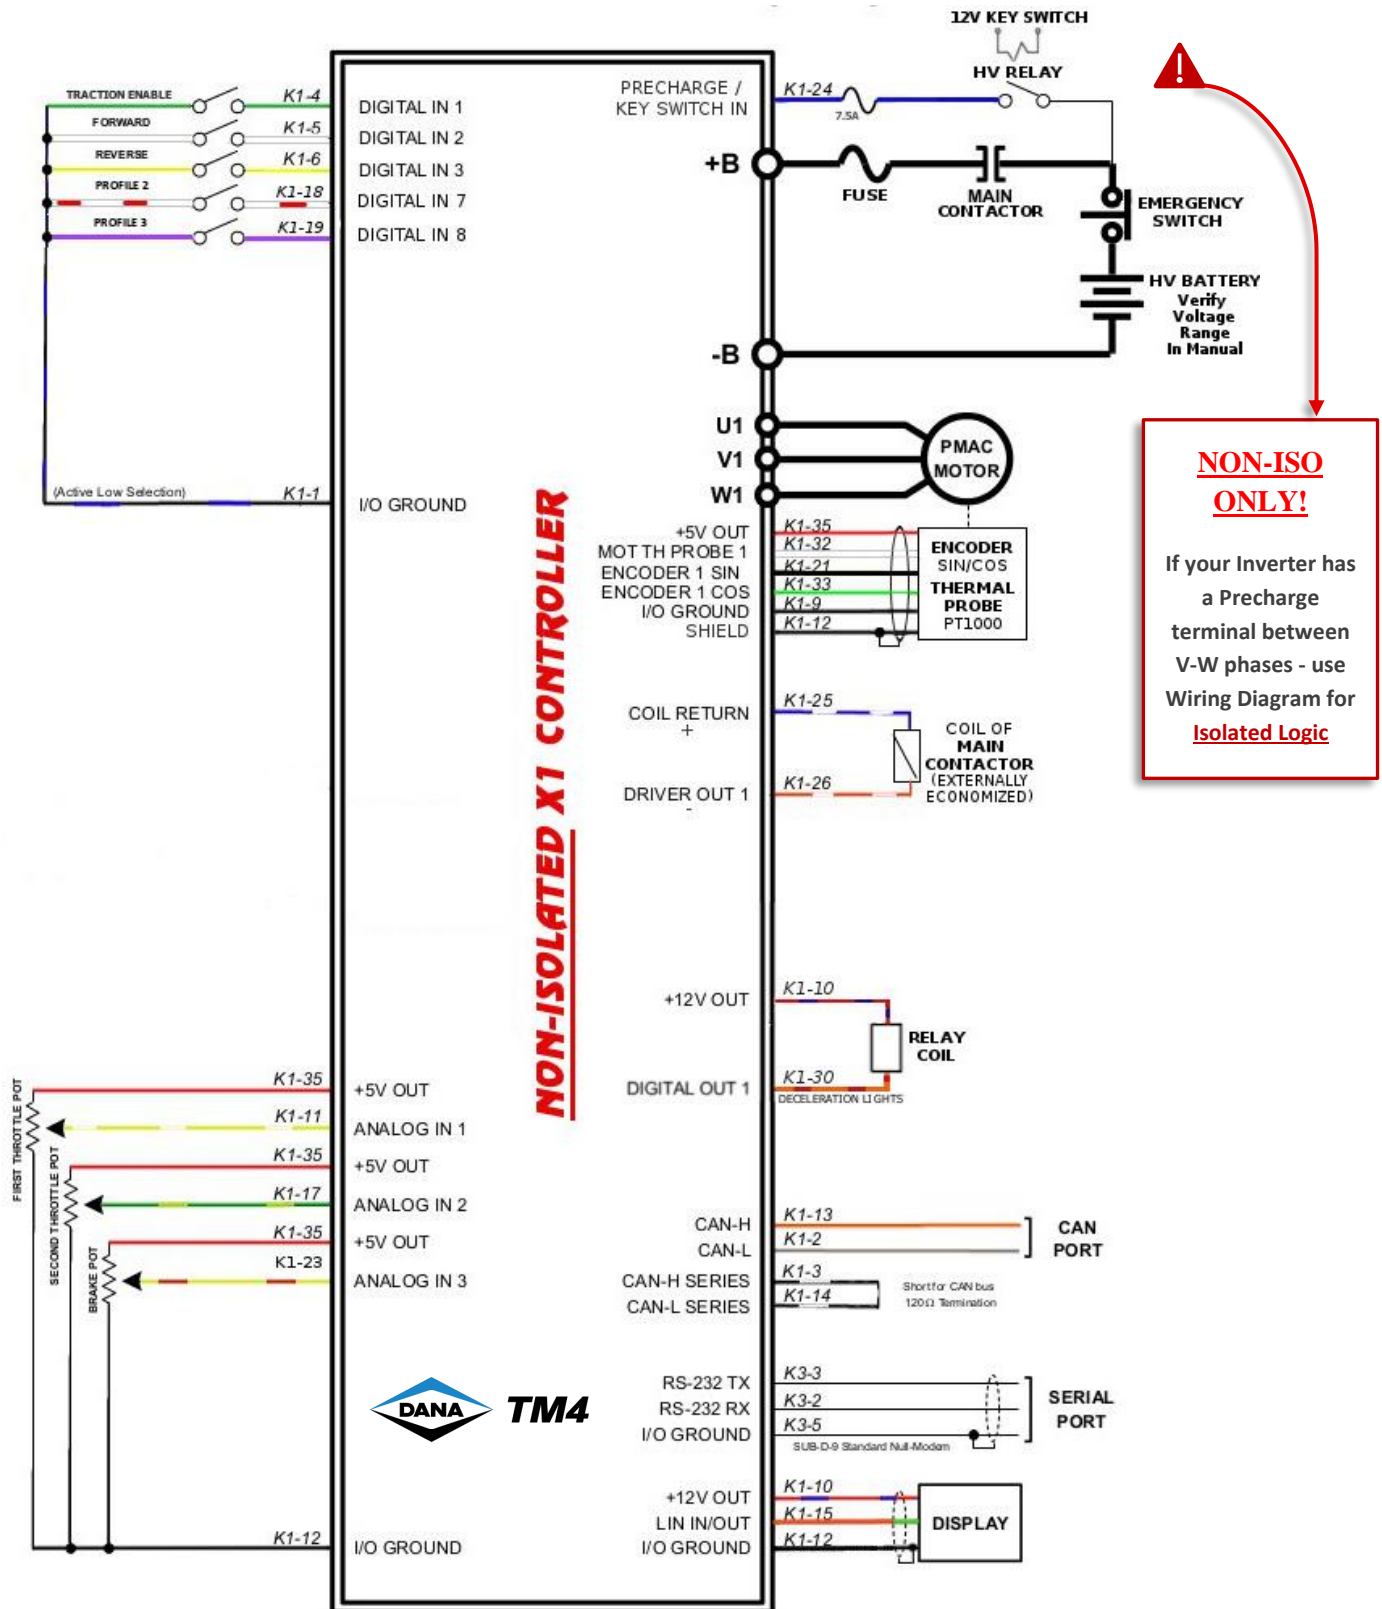 12V KEY SWITCH
HV RELAY
TRACTION ENABLE
K1-4
DIGITAL IN 1
FORWARD
K1-5
DIGITAL IN 2
REVERSE
K1-6
DIGITAL IN 3
PROFILE 2
K1-18
DIGITAL IN 7
PROFILE 3
K1-19
DIGITAL IN 8
(Active Low Selection)
K1-1
I/O GROUND
PRECHARGE /
KEY SWITCH IN
K1-24
7.5A
+B
FUSE
MAIN
CONTACTOR
EMERGENCY
SWITCH
HV BATTERY
Verify
Voltage
Range
In Manual
-B
U1
V1
W1
PMAC
MOTOR
+5V OUT
K1-35
MOT TH PROBE 1
K1-32
ENCODER 1 SIN
K1-21
ENCODER 1 COS
K1-33
I/O GROUND
K1-9
SHIELD
K1-12
ENCODER
SIN/COS
THERMAL
PROBE
PT1000
NON-ISO
ONLY!
If your Inverter has
a Precharge
terminal between
V-W phases - use
Wiring Diagram for
Isolated Logic
NON-ISOLATED X1 CONTROLLER
COIL RETURN
+
K1-25
DRIVER OUT 1
-
K1-26
COIL OF
MAIN
CONTACTOR
(EXTERNALLY
ECONOMIZED)
+12V OUT
K1-10
RELAY
COIL
DIGITAL OUT 1
K1-30
DECELERATION LIGHTS
FIRST THROTTLE POT
K1-35
+5V OUT
K1-11
ANALOG IN 1
SECOND THROTTLE POT
K1-35
+5V OUT
K1-17
ANALOG IN 2
BRAKE POT
K1-35
+5V OUT
K1-23
ANALOG IN 3
K1-12
I/O GROUND
CAN-H
K1-13
CAN-L
K1-2
CAN
PORT
CAN-H SERIES
K1-3
CAN-L SERIES
K1-14
Short for CAN bus
120Ω Termination
DANA TM4
RS-232 TX
K3-3
RS-232 RX
K3-2
I/O GROUND
K3-5
SUB-D-9 Standard Null-Modem
SERIAL
PORT
+12V OUT
K1-10
LIN IN/OUT
K1-15
I/O GROUND
K1-12
DISPLAY